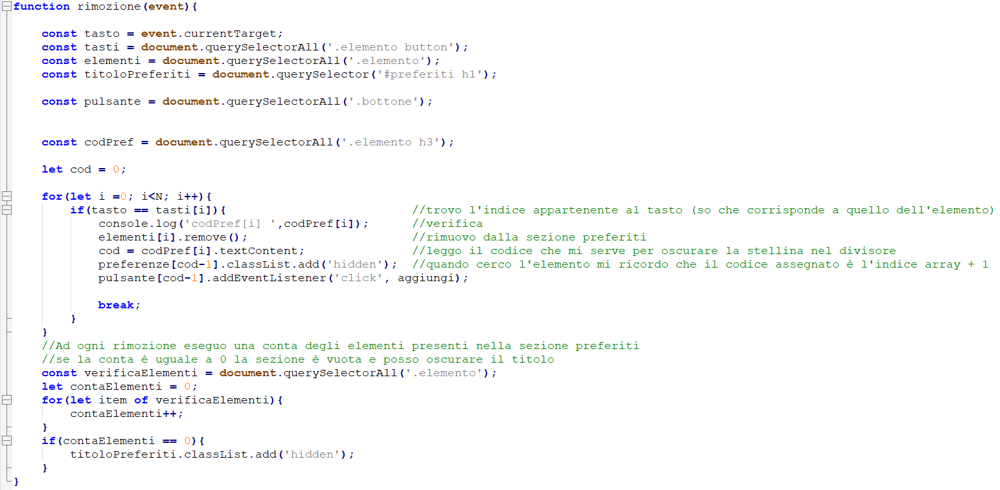 function rimozione(event){
const tasto = event.currentTarget;
const tasti = document.querySelectorAll('.elemento button');
const elementi = document.querySelectorAll('.elemento');
const titoloPreferiti = document.querySelector('#preferiti h1');
const pulsante = document.querySelectorAll('.bottone');
const codPref = document.querySelectorAll('.elemento h3');
let cod = 0;
for(let i =0; i<N; i++){
if(tasto == tasti[i]){ //trovo l'indice appartenente al tasto (so che corrisponde a quello dell'elemento)
console.log('codPref[i] ',codPref[i]); //verifica
elementi[i].remove(); //rimuovo dalla sezione preferiti
cod = codPref[i].textContent; //leggo il codice che mi serve per oscurare la stellina nel divisore
preferenze[cod-1].classList.add('hidden'); //quando cerco l'elemento mi ricordo che il codice assegnato è l'indice array + 1
pulsante[cod-1].addEventListener('click', aggiungi);
break;
}
}
//Ad ogni rimozione eseguo una conta degli elementi presenti nella sezione preferiti
//se la conta è uguale a 0 la sezione è vuota e posso oscurare il titolo
const verificaElementi = document.querySelectorAll('.elemento');
let contaElementi = 0;
for(let item of verificaElementi){
contaElementi++;
}
if(contaElementi == 0){
titoloPreferiti.classList.add('hidden');
}
}